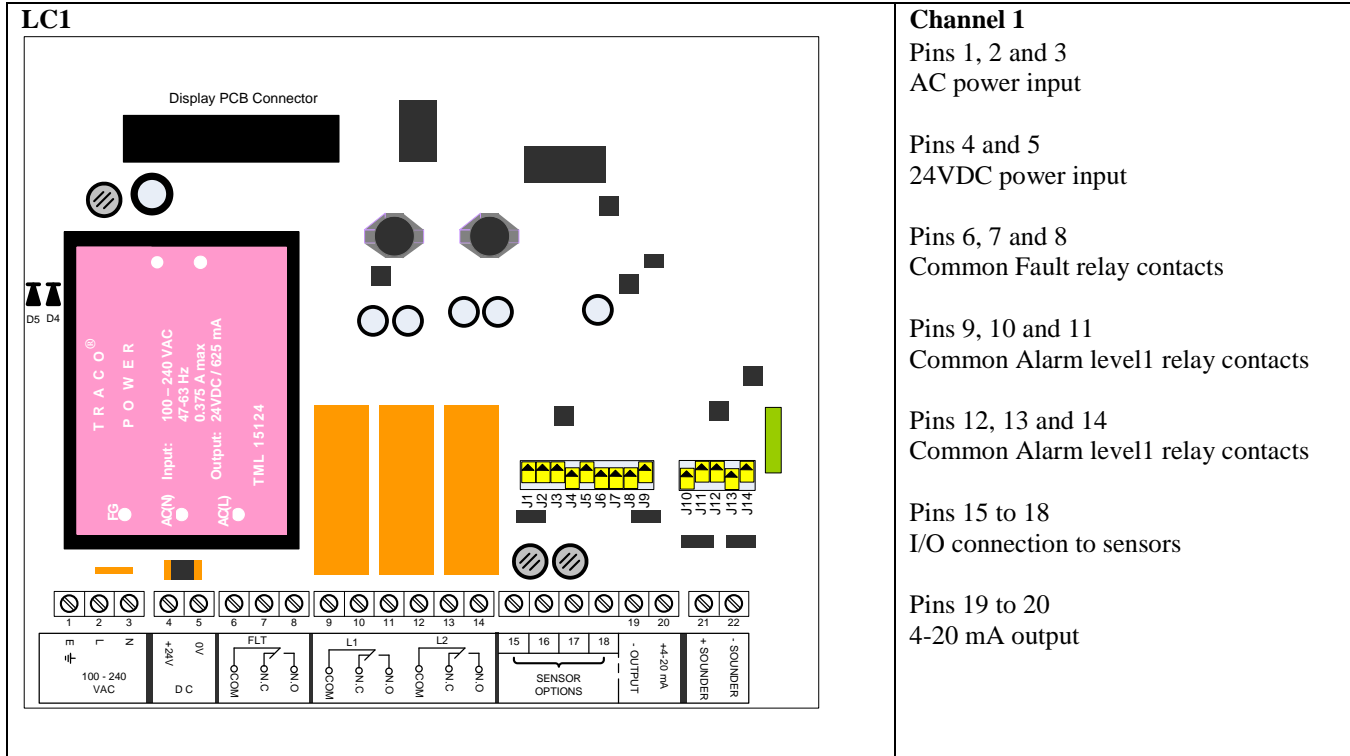 LC1
Display PCB Connector
D5 D4
TRACO®
POWER
Input: 100 – 240 VAC
47-63 Hz
0.375 A max
Output: 24VDC / 625 mA
TML 15124
FG
AC(N)
AC(L)
J1 J2 J3 J4 J5 J6 J7 J8 J9
J10 J11 J12 J13 J14
1 2 3 4 5 6 7 8 9 10 11 12 13 14 19 20 21 22
E L N
100 - 240
VAC
+24V 0V
D C
FLT
COM N.C N.O
L1
COM N.C N.O
L2
COM N.C N.O
15 16 17 18
SENSOR
OPTIONS
- OUTPUT
+4-20 mA
+ SOUNDER
- SOUNDER
Channel 1
Pins 1, 2 and 3
AC power input
Pins 4 and 5
24VDC power input
Pins 6, 7 and 8
Common Fault relay contacts
Pins 9, 10 and 11
Common Alarm level1 relay contacts
Pins 12, 13 and 14
Common Alarm level1 relay contacts
Pins 15 to 18
I/O connection to sensors
Pins 19 to 20
4-20 mA output